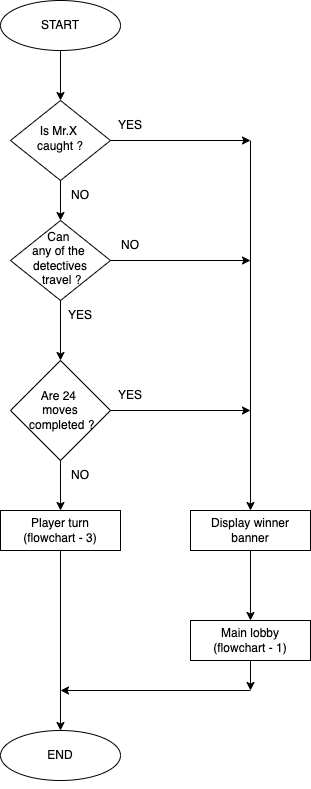 START
Is Mr.X
caught ?
YES
NO
Can
any of the
detectives
travel ?
NO
YES
Are 24
moves
completed ?
YES
NO
Player turn
(flowchart - 3)
Display winner
banner
Main lobby
(flowchart - 1)
END